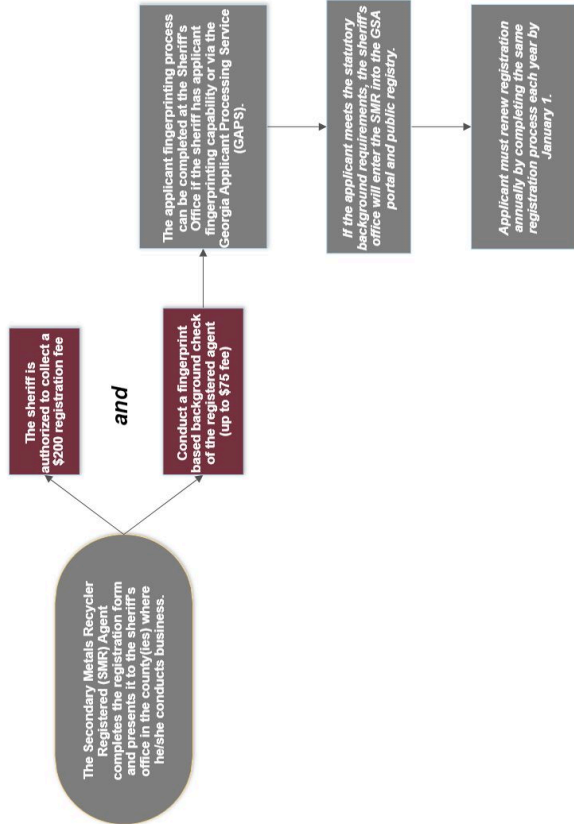 The Secondary Metals Recycler
Registered (SMR) Agent
completes the registration form
and presents it to the sheriff's
office in the county(ies) where
he/she conducts business.
The sheriff is
authorized to collect a
$200 registration fee
and
Conduct a fingerprint
based background check
of the registered agent
(up to $75 fee)
The applicant fingerprinting process
can be completed at the Sheriff's
Office if the sheriff has applicant
fingerprinting capability or via the
Georgia Applicant Processing Service
(GAPS).
If the applicant meets the statutory
background requirements, the sheriff's
office will enter the SMR into the GSA
portal and public registry.
Applicant must renew registration
annually by completing the same
registration process each year by
January 1.